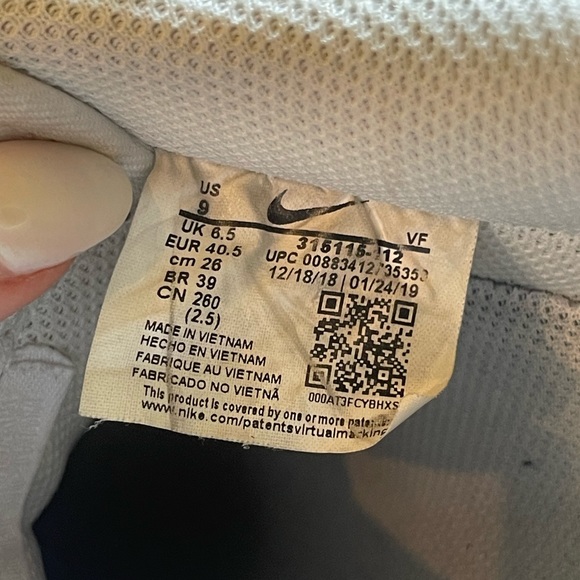 US
9
UK 6.5
EUR 40.5
cm 26
BR 39
CN 260
(2.5)
VF
315115-112
UPC 00883412735353
12/18/18 | 01/24/19
000AT3FCYBHXS
MADE IN VIETNAM
HECHO EN VIETNAM
FABRIQUE AU VIETNAM
FABRICADO NO VIETNÃ
This product is covered by one or more
www.nike.com/patentsvirtualmarking